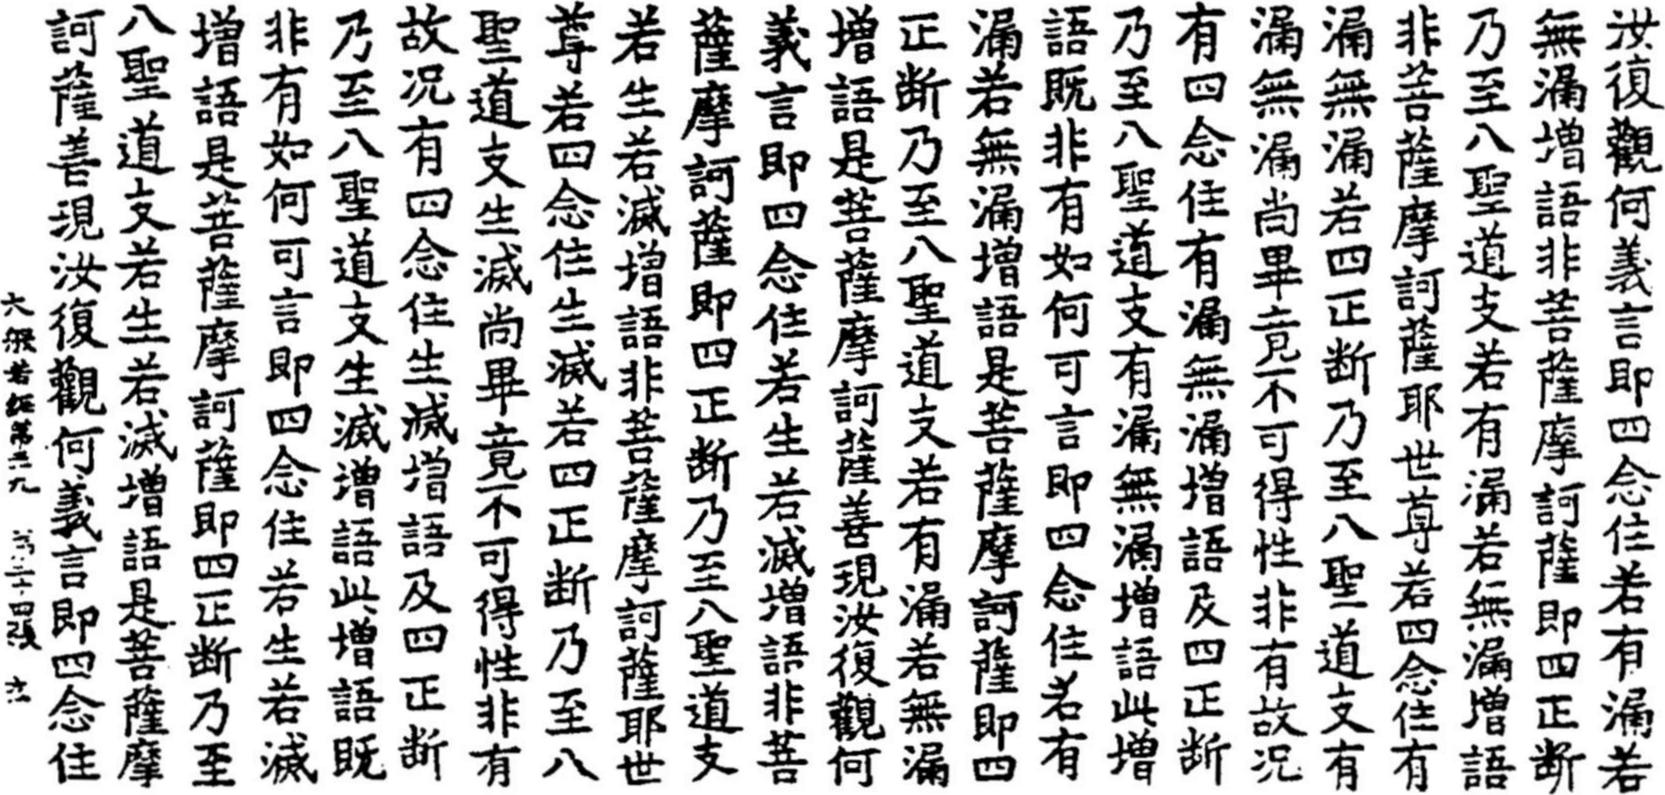 汝復觀何義言即四念住若有漏若
無漏增語非菩薩摩訶薩即四正断
乃至八聖道支若有漏若無漏增語
非菩薩摩訶薩耶世尊若四念住有
漏無漏若四正断乃至八聖道支有
漏無漏尚畢竟不可得性非有故况
有四念住有漏無漏增語及四正断
乃至八聖道支有漏無漏增語此增
語既非有如何可言即四念住若有
漏若無漏增語是菩薩摩訶薩即四
正断乃至八聖道支若有漏若無漏
增語是菩薩摩訶薩善現汝復觀何
義言即四念住若生若滅增語非菩
薩摩訶薩即四正断乃至八聖道支
若生若滅增語非菩薩摩訶薩耶世
尊若四念住生滅若四正断乃至八
聖道支生滅尚畢竟不可得性非有
故况有四念住生滅增語及四正断
乃至八聖道支生滅增語此增語既
非有如何可言即四念住若生若滅
增語是菩薩摩訶薩即四正断乃至
八聖道支若生若滅增語是菩薩摩
訶薩善現汝復觀何義言即四念住
大般若経第卅九 第三十四張